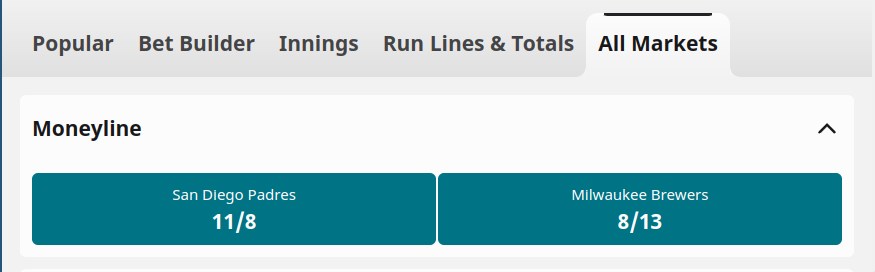 Popular Bet Builder Innings Run Lines & Totals All Markets
Moneyline
San Diego Padres Milwaukee Brewers
11/8 8/13